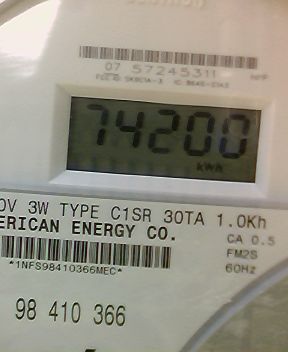 07 57245311
74200
kWh
0V 3W TYPE C1SR 30TA 1.0Kh
ERICAN ENERGY CO.
CA 0.5
FM2S
*1NFS98410366MEC*
60Hz
98 410 366